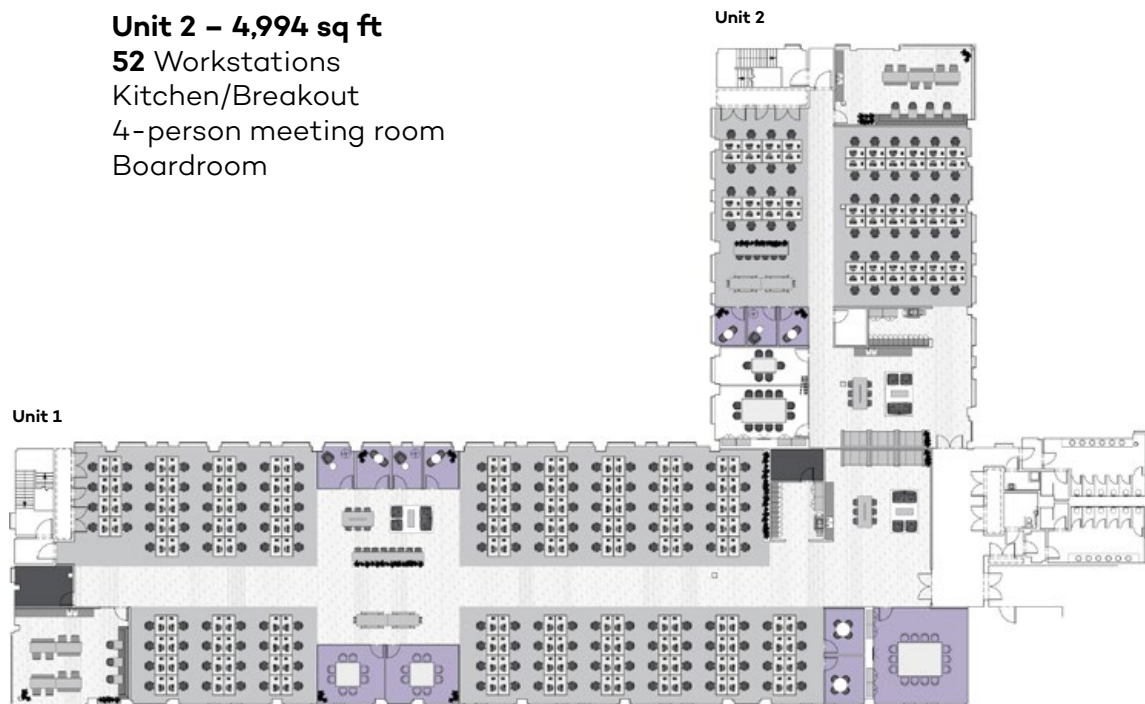 Unit 2 – 4,994 sq ft
52 Workstations
Kitchen/Breakout
4-person meeting room
Boardroom
Unit 2
Unit 1